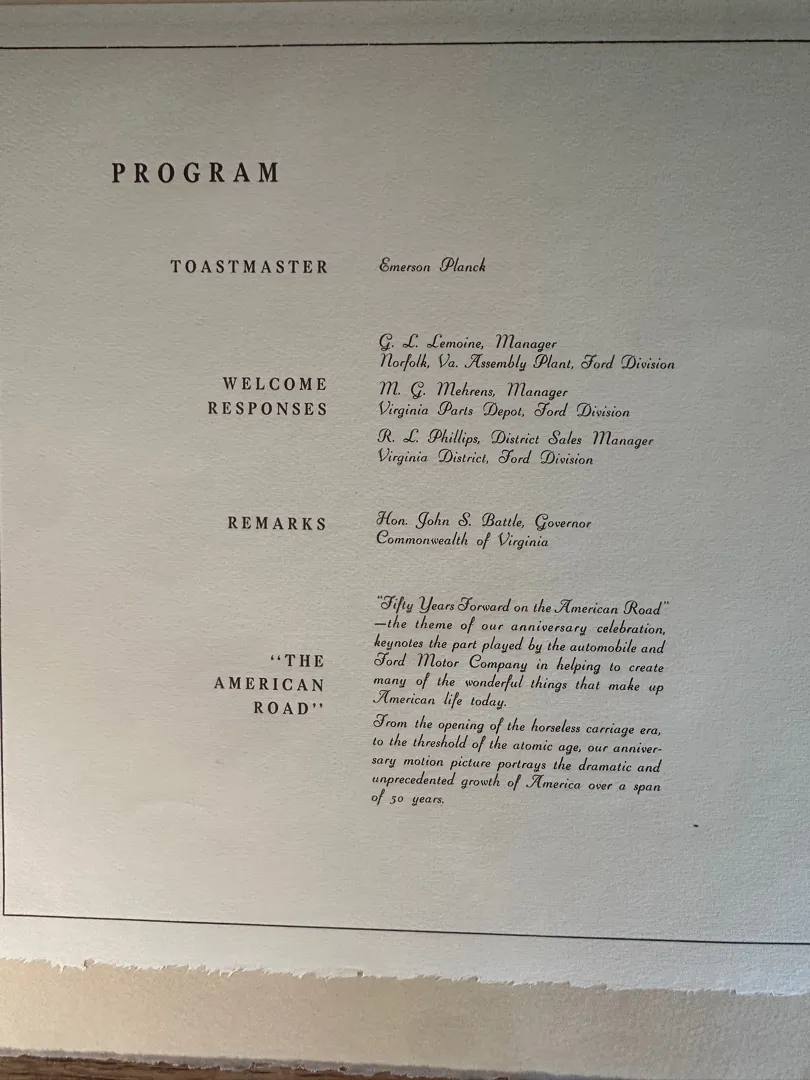 PROGRAM
TOASTMASTER
Emerson Planck
WELCOME
RESPONSES
G. L. Lemoine, Manager
Norfolk, Va. Assembly Plant, Ford Division
M. G. Mehrens, Manager
Virginia Parts Depot, Ford Division
R. L. Phillips, District Sales Manager
Virginia District, Ford Division
REMARKS
Hon. John S. Battle, Governor
Commonwealth of Virginia
“THE
AMERICAN
ROAD”
"Fifty Years Forward on the American Road"
—the theme of our anniversary celebration,
keynotes the part played by the automobile and
Ford Motor Company in helping to create
many of the wonderful things that make up
American life today.
From the opening of the horseless carriage era,
to the threshold of the atomic age, our anniver-
sary motion picture portrays the dramatic and
unprecedented growth of America over a span
of 50 years.